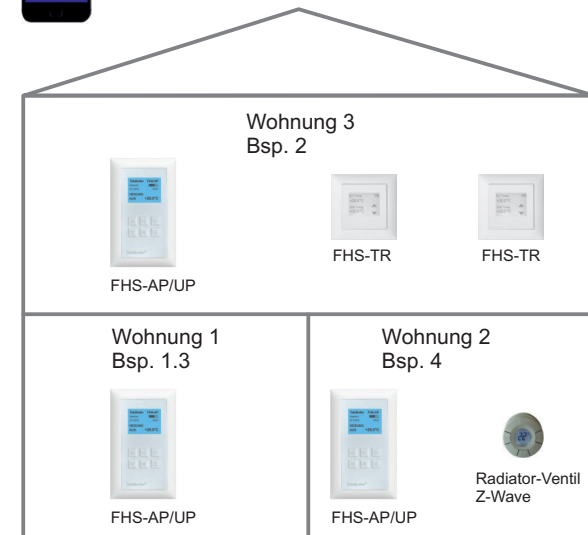 Wohnung 3
Bsp. 2
FHS-AP/UP
FHS-TR
FHS-TR
Wohnung 1
Bsp. 1.3
FHS-AP/UP
Wohnung 2
Bsp. 4
FHS-AP/UP
Radiator-Ventil
Z-Wave